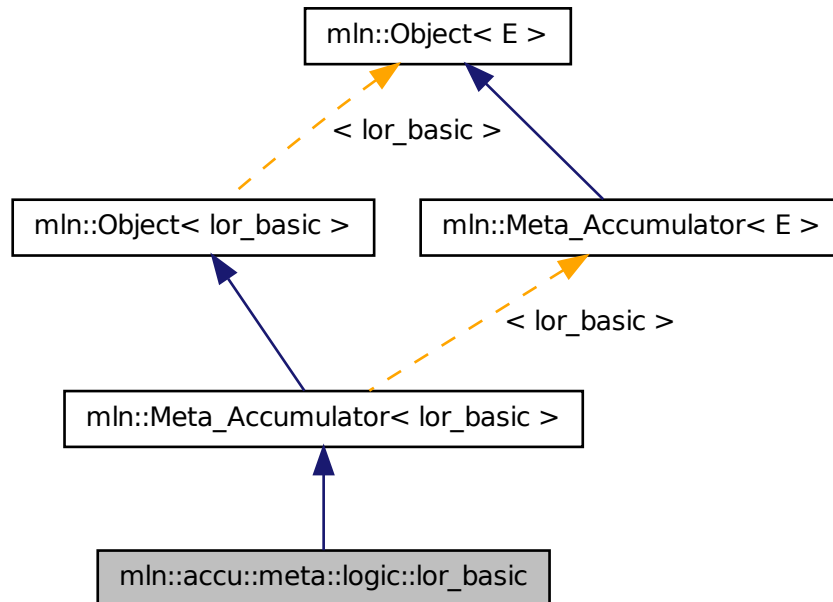 mln::Object< E >
< lor_basic >
mln::Object< lor_basic >
mln::Meta_Accumulator< E >
< lor_basic >
mln::Meta_Accumulator< lor_basic >
mln::accu::meta::logic::lor_basic